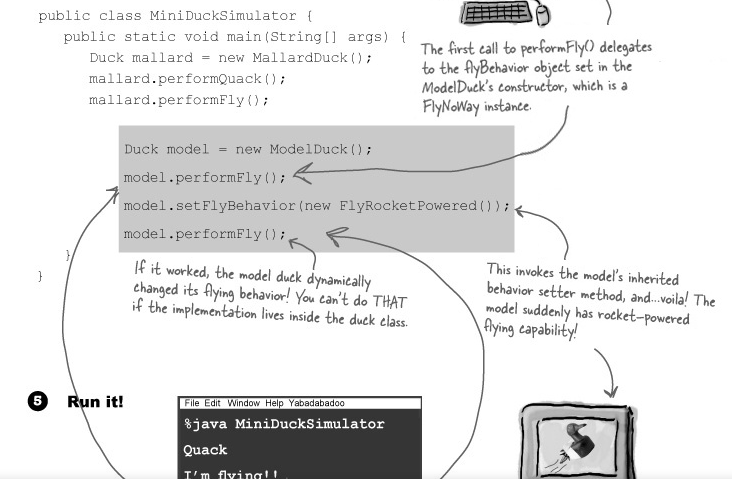 public class MiniDuckSimulator {
public static void main(String[] args) {
Duck mallard = new MallardDuck();
mallard.performQuack();
mallard.performFly();
The first call to performFly() delegates
to the flyBehavior object set in the
ModelDuck's constructor, which is a
FlyNoWay instance.
Duck model = new ModelDuck();
model.performFly();
model.setFlyBehavior(new FlyRocketPowered());
model.performFly();
}
}
If it worked, the model duck dynamically
changed its flying behavior! You can't do THAT
if the implementation lives inside the duck class.
This invokes the model's inherited
behavior setter method, and...voila! The
model suddenly has rocket-powered
flying capability!
5 Run it!
File Edit Window Help Yabadabadoo
%java MiniDuckSimulator
Quack
I'm flying!!